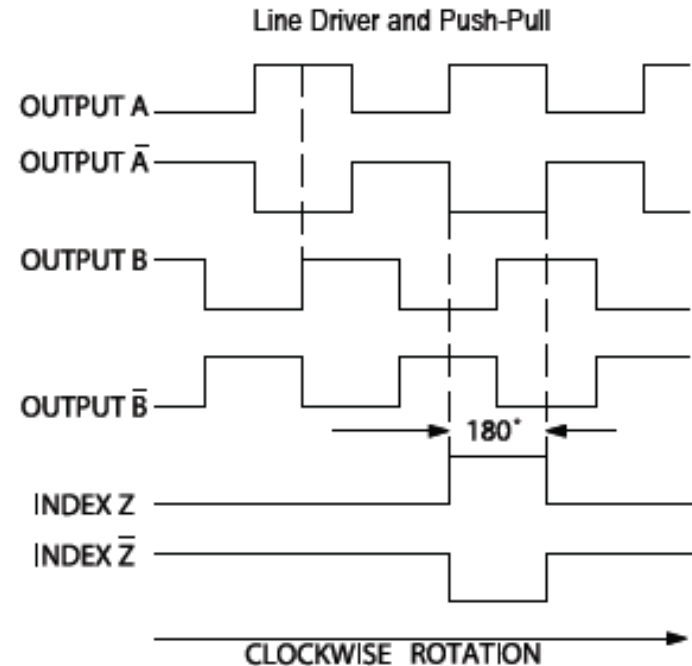 Line Driver and Push-Pull
OUTPUT A
OUTPUT A̅
OUTPUT B
OUTPUT B̅
180°
INDEX Z
INDEX Z̅
CLOCKWISE ROTATION